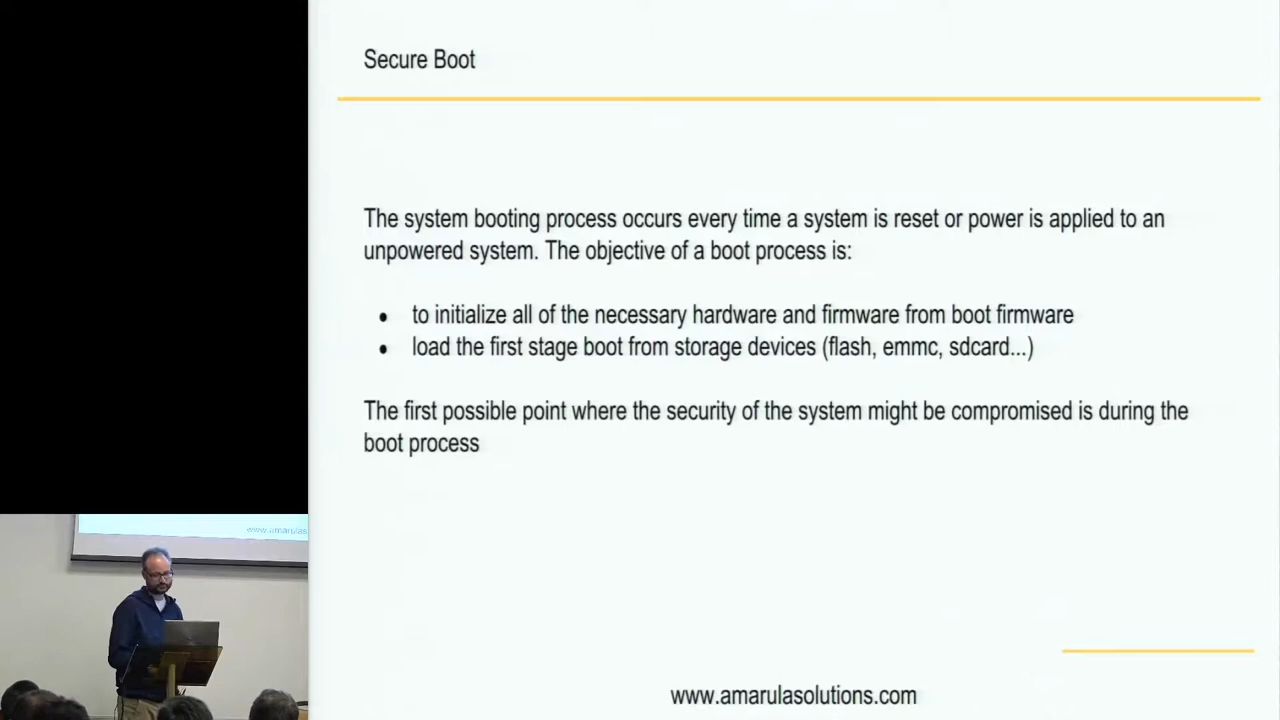 Secure Boot
The system booting process occurs every time a system is reset or power is applied to an
unpowered system. The objective of a boot process is:
• to initialize all of the necessary hardware and firmware from boot firmware
• load the first stage boot from storage devices (flash, emmc, sdcard...)
The first possible point where the security of the system might be compromised is during the
boot process
www.amarulas
www.amarulasolutions.com